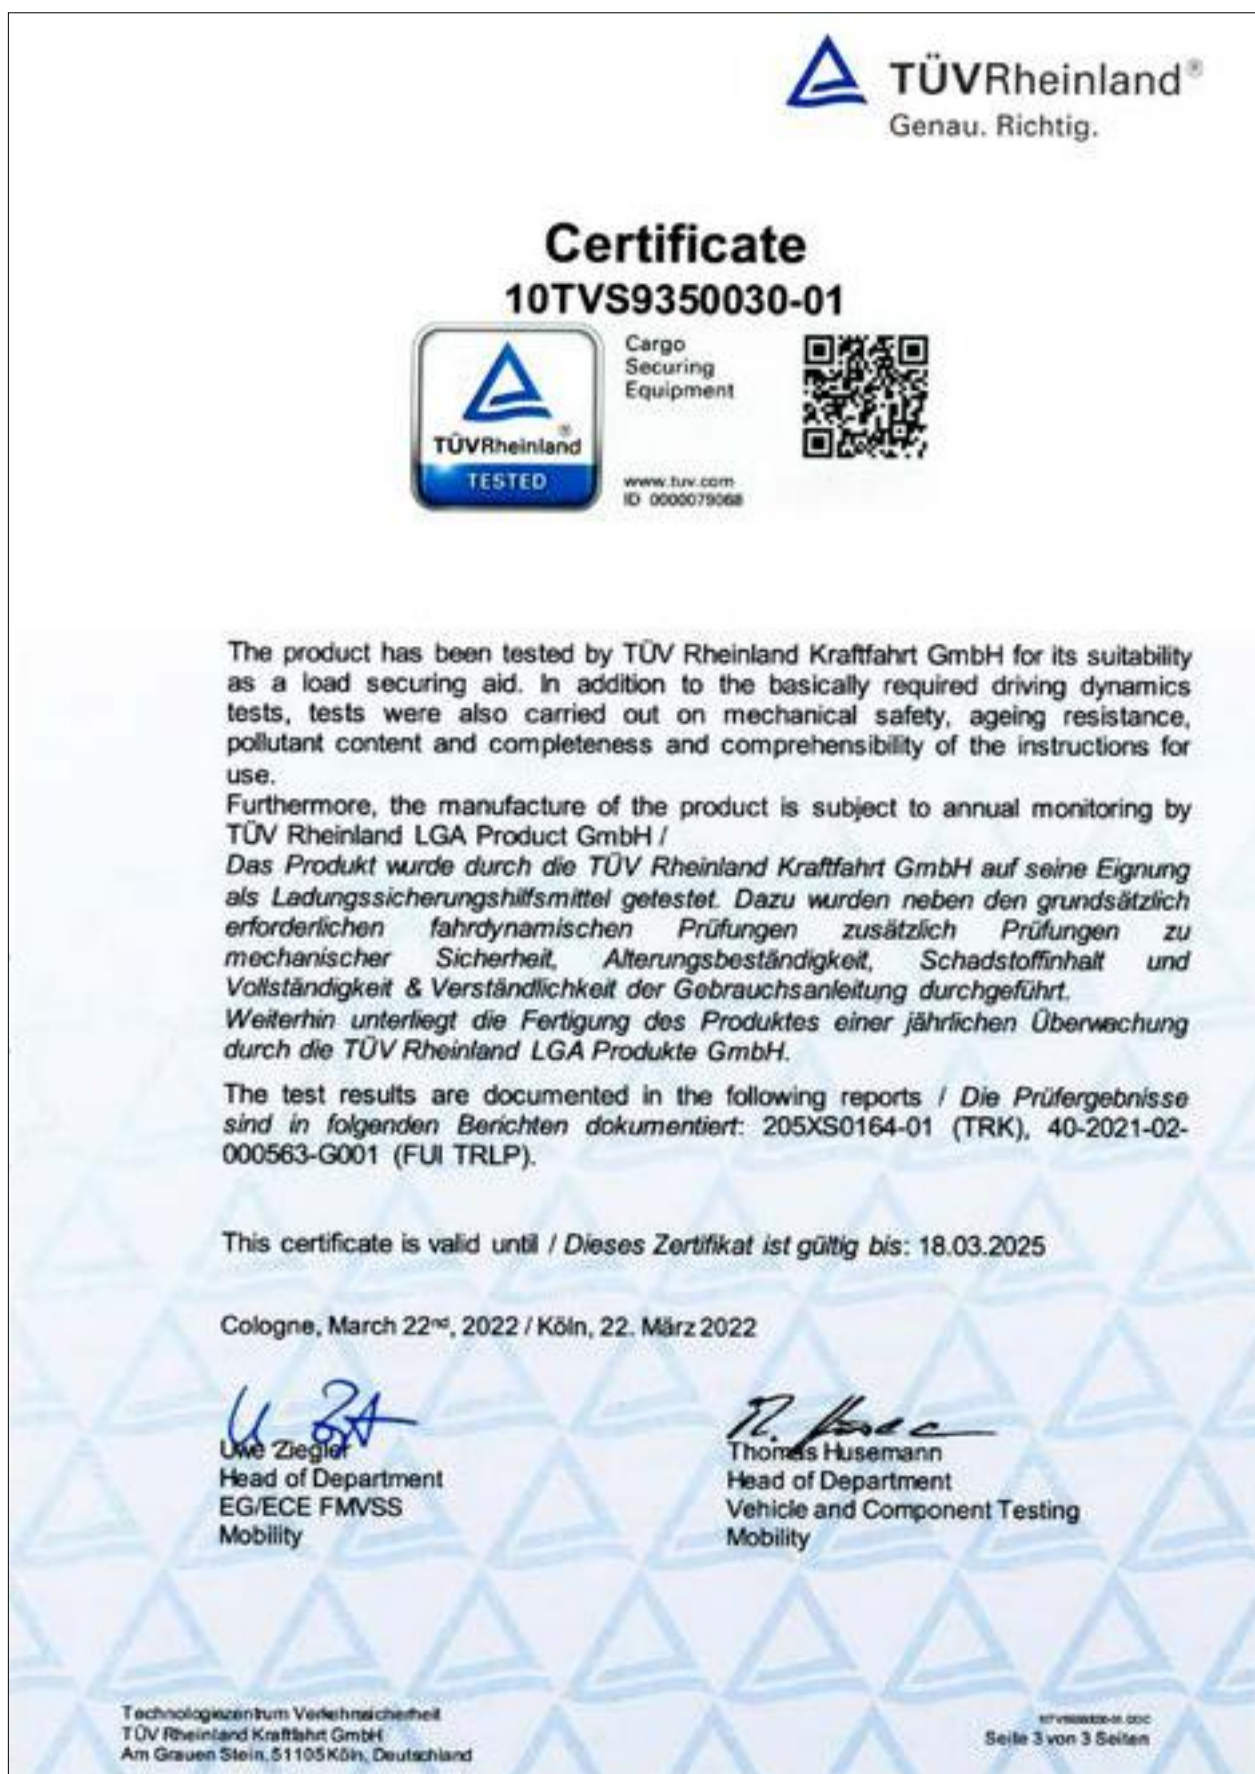 TÜVRheinland®
Genau. Richtig.
Certificate
10TVS9350030-01
Cargo
Securing
Equipment
TÜVRheinland®
TESTED
www.tuv.com
ID 0000079068
The product has been tested by TÜV Rheinland Kraftfahrt GmbH for its suitability
as a load securing aid. In addition to the basically required driving dynamics
tests, tests were also carried out on mechanical safety, ageing resistance,
pollutant content and completeness and comprehensibility of the instructions for
use.
Furthermore, the manufacture of the product is subject to annual monitoring by
TÜV Rheinland LGA Product GmbH /
Das Produkt wurde durch die TÜV Rheinland Kraftfahrt GmbH auf seine Eignung
als Ladungssicherungshilfsmittel getestet. Dazu wurden neben den grundsätzlich
erforderlichen fahrdynamischen Prüfungen zusätzlich Prüfungen zu
mechanischer Sicherheit, Alterungsbeständigkeit, Schadstoffinhalt und
Vollständigkeit & Verständlichkeit der Gebrauchsanleitung durchgeführt.
Weiterhin unterliegt die Fertigung des Produktes einer jährlichen Überwachung
durch die TÜV Rheinland LGA Produkte GmbH.
The test results are documented in the following reports / Die Prüfergebnisse
sind in folgenden Berichten dokumentiert: 205XS0164-01 (TRK), 40-2021-02-
000563-G001 (FUI TRLP).
This certificate is valid until / Dieses Zertifikat ist gültig bis: 18.03.2025
Cologne, March 22nd, 2022 / Köln, 22. März 2022
Uwe Ziegler
Head of Department
EG/ECE FMVSS
Mobility
Thomas Husemann
Head of Department
Vehicle and Component Testing
Mobility
Technologiezentrum Verkehrssicherheit
TÜV Rheinland Kraftfahrt GmbH
Am Grauen Stein, 51105 Köln, Deutschland
Seite 3 von 3 Seiten